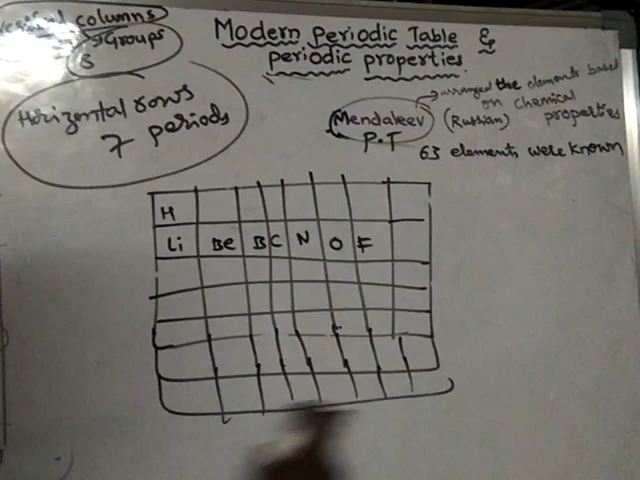 vertical columns
Groups
8
Horizontal rows
7 periods
Modern Periodic Table &
periodic properties.
(Mendaleev
P.T
(Russian)
→ arranged the elements based
on chemical
properties
63 elements were known
H
Li Be B C N O F